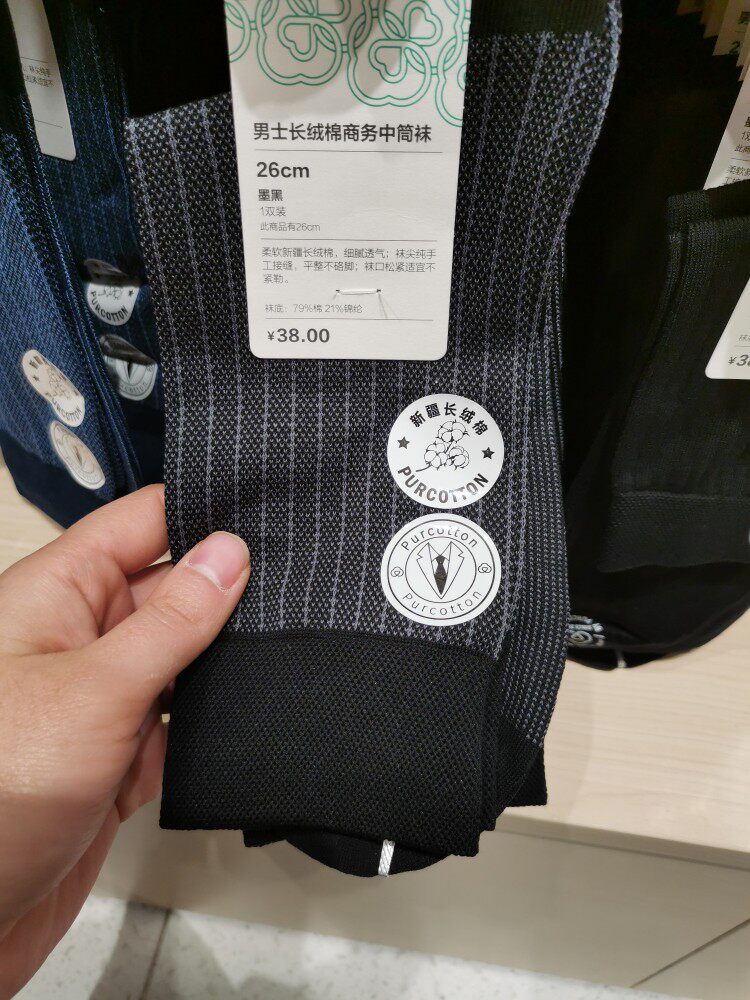 男士长绒棉商务中筒袜
26cm
墨黑
1双装
此商品有26cm
柔软新疆长绒棉,细腻透气;袜尖纯手
工接缝,平整不硌脚;袜口松紧适宜不
紧勒。
袜底:79%棉 21%锦纶
¥38.00
新疆长绒棉
PURCOTTON
Purcotton
Purcotton
PURCOTTON